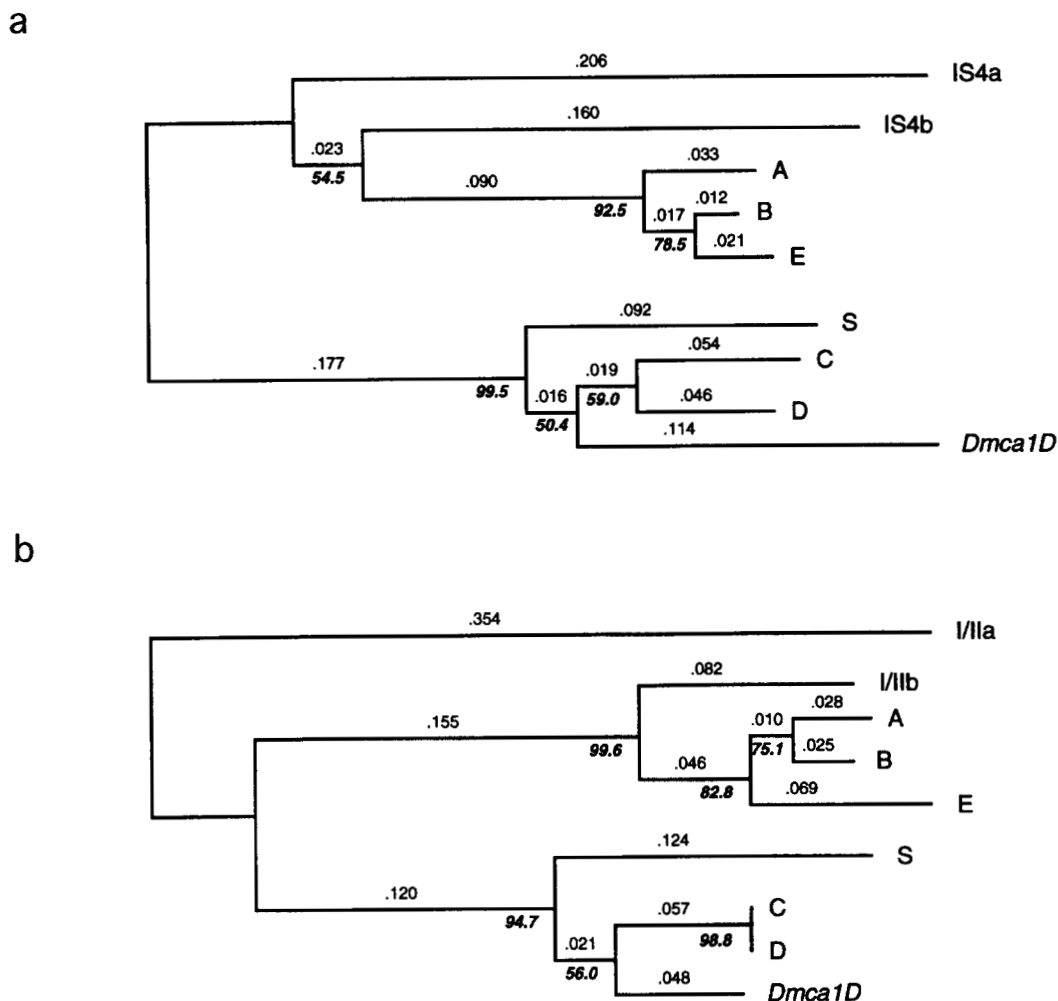 a
.206
IS4a
.160
IS4b
.023
54.5
.033
A
.090
92.5
.012
B
.017
78.5
.021
E
.092
S
.177
99.5
.054
C
.019
59.0
.016
50.4
.046
D
.114
Dmca1D
b
.354
I/IIa
.082
I/IIb
.155
99.6
.028
A
.010
75.1
.025
B
.046
82.8
.069
E
.124
S
.120
94.7
.057
98.8
C
D
.021
56.0
.048
Dmca1D